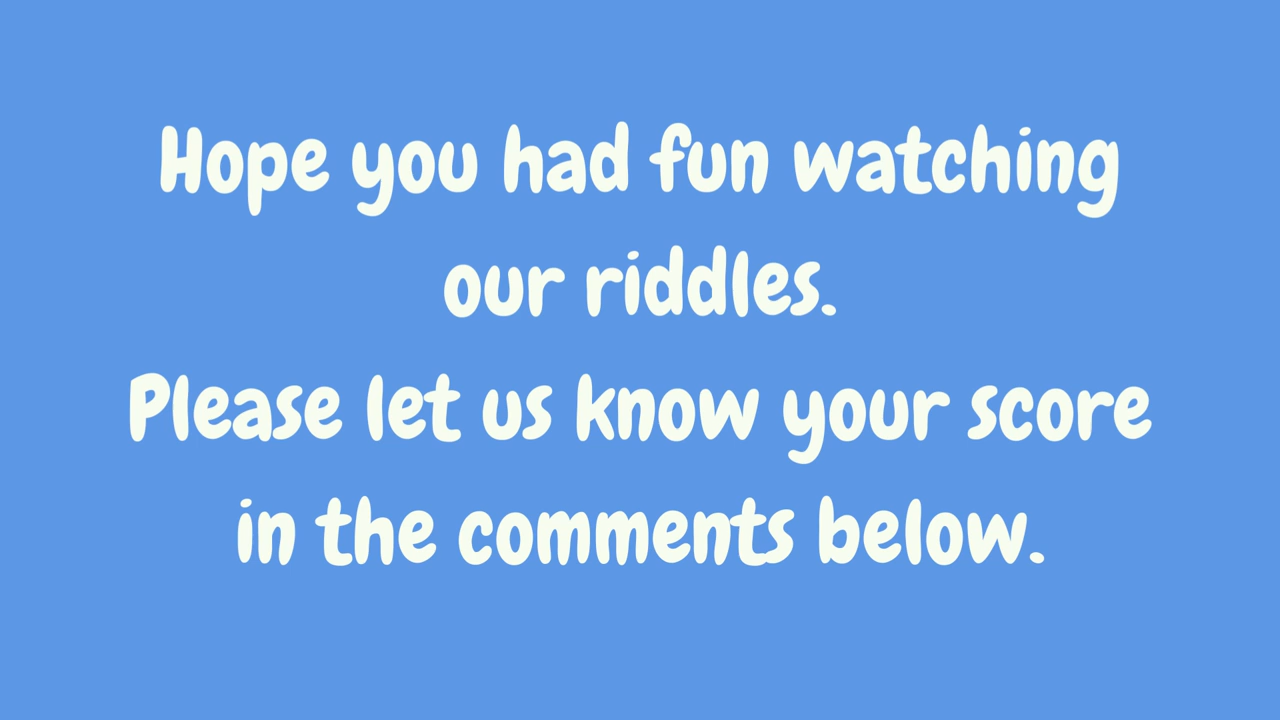 Hope you had fun watching
our riddles.
Please let us know your score
in the comments below.